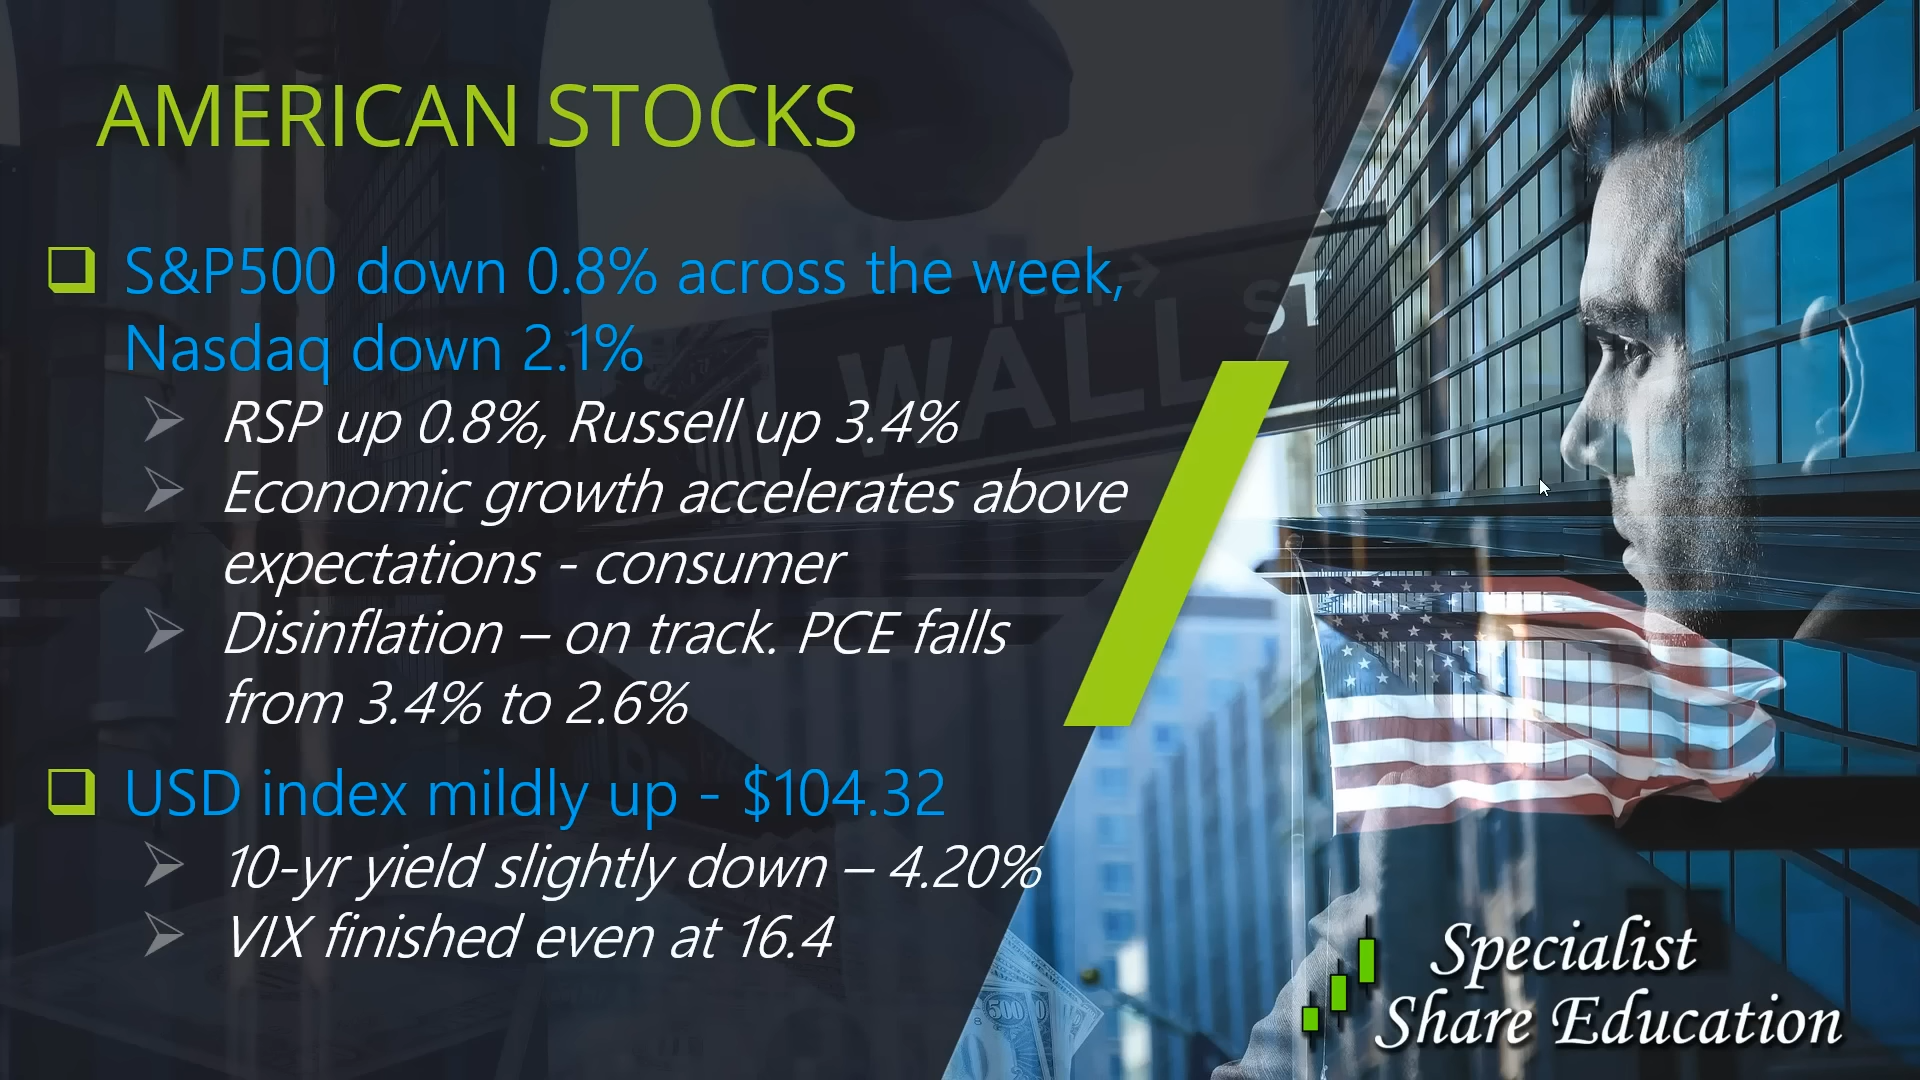 AMERICAN STOCKS
S&P500 down 0.8% across the week,
Nasdaq down 2.1%
RSP up 0.8%, Russell up 3.4%
Economic growth accelerates above
expectations - consumer
Disinflation – on track. PCE falls
from 3.4% to 2.6%
USD index mildly up - $104.32
10-yr yield slightly down – 4.20%
VIX finished even at 16.4
WALL ST
500
Specialist
Share Education